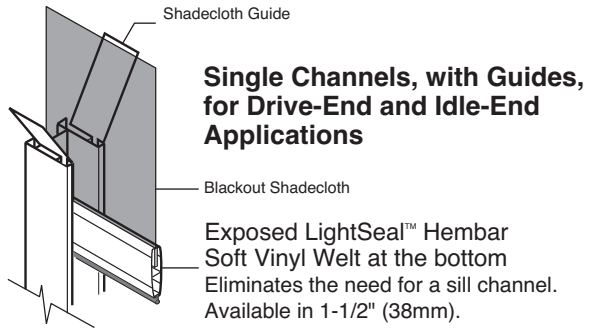 Shadecloth Guide
Single Channels, with Guides,
for Drive-End and Idle-End
Applications
Blackout Shadecloth
Exposed LightSeal™ Hembar
Soft Vinyl Welt at the bottom
Eliminates the need for a sill channel.
Available in 1-1/2" (38mm).